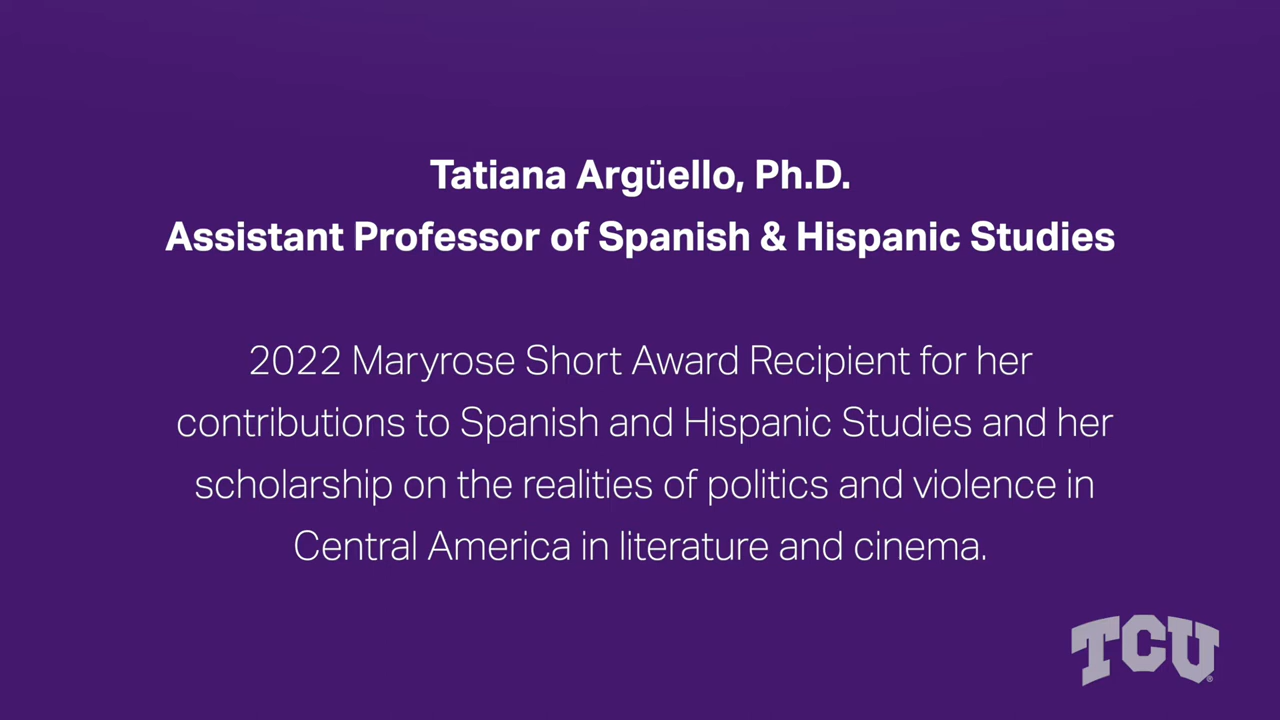 Tatiana Argüello, Ph.D.
Assistant Professor of Spanish & Hispanic Studies
2022 Maryrose Short Award Recipient for her
contributions to Spanish and Hispanic Studies and her
scholarship on the realities of politics and violence in
Central America in literature and cinema.
TCU®